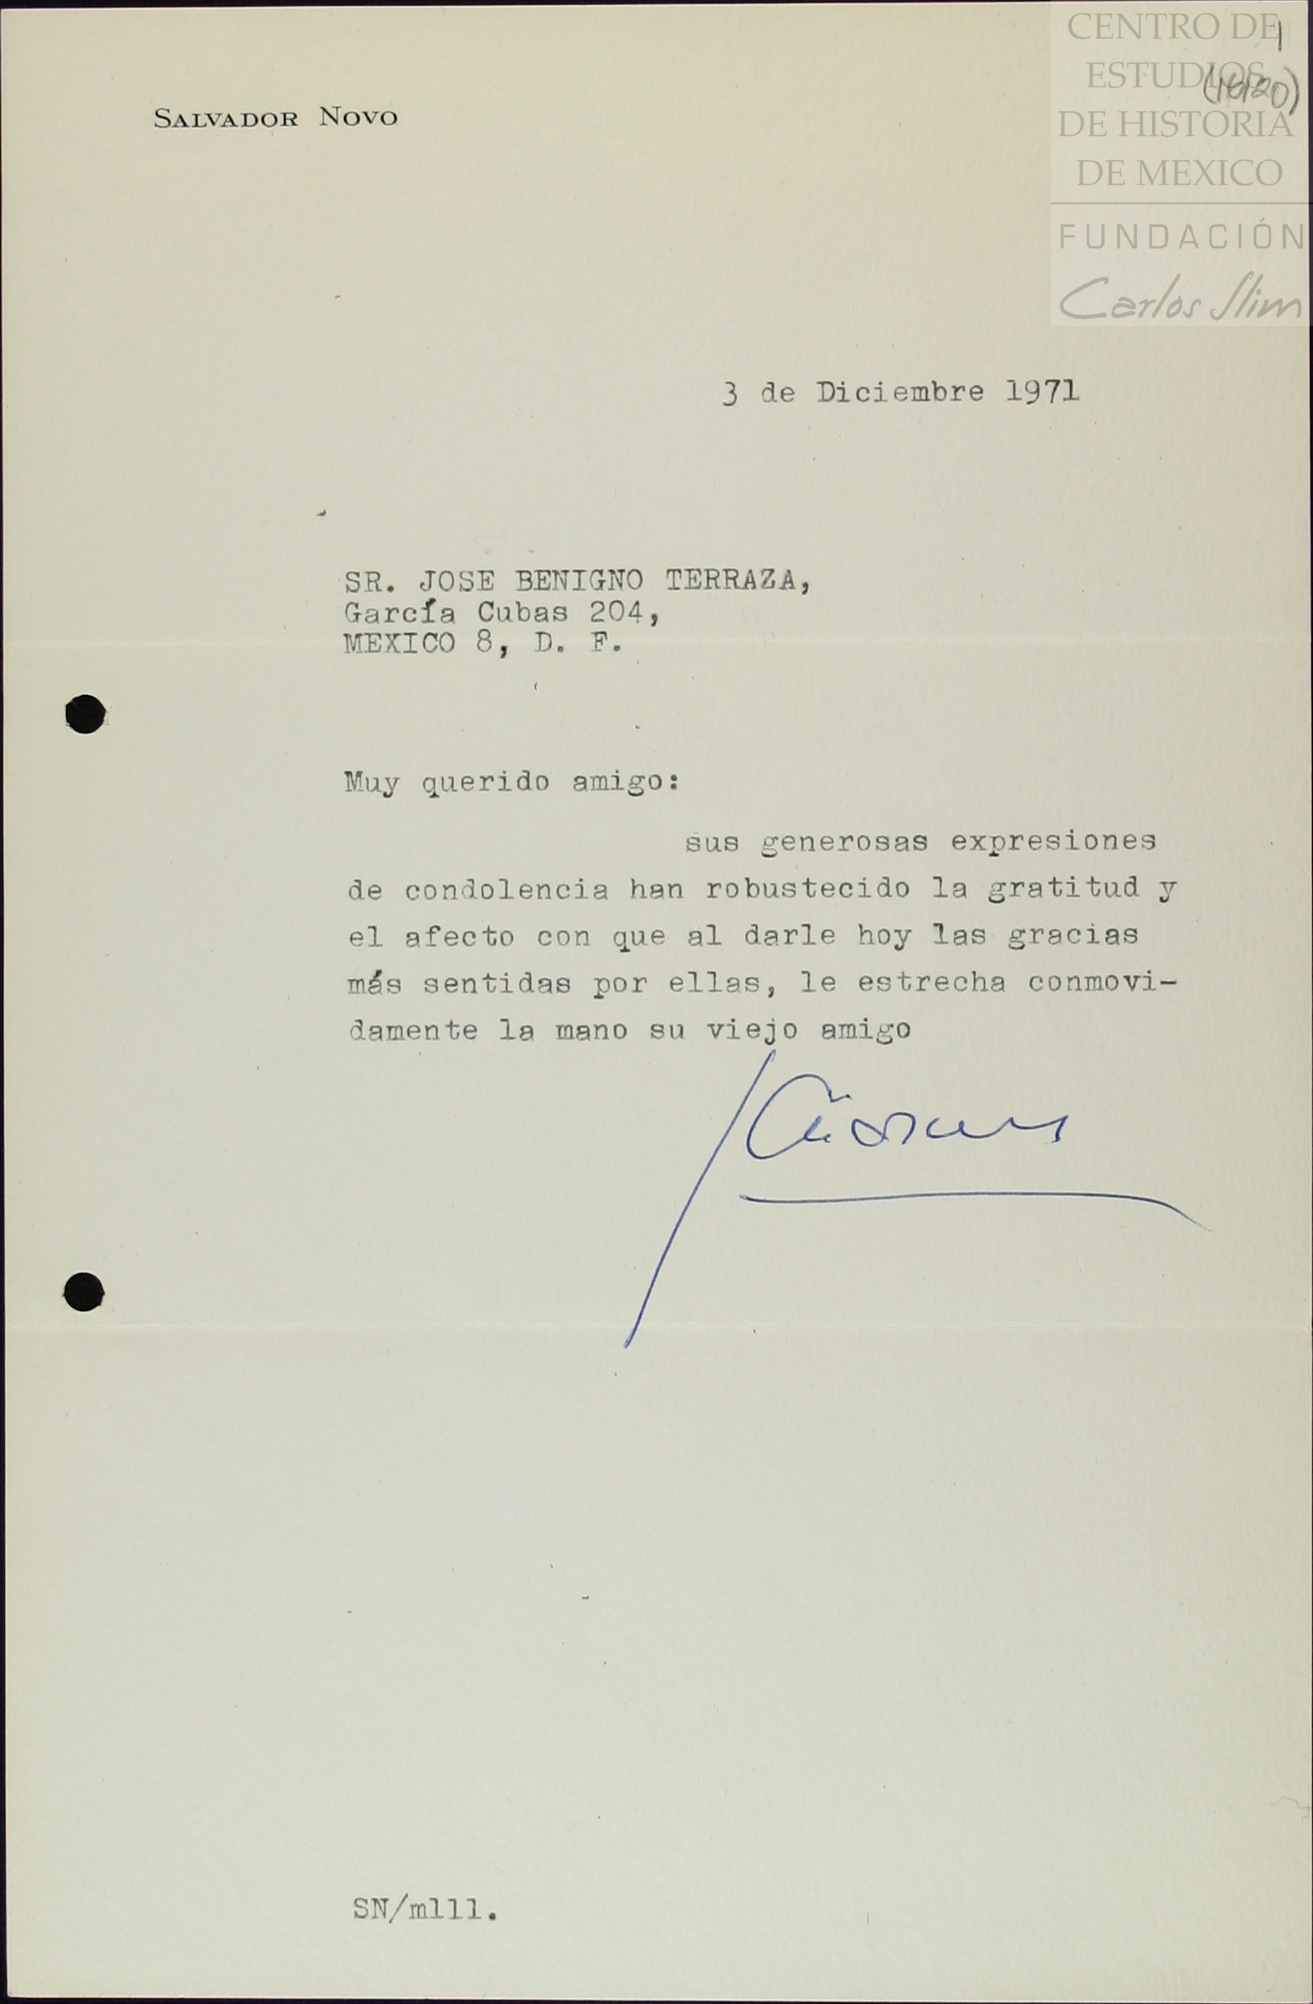 CENTRO DE
ESTUDIOS
DE HISTORIA
DE MEXICO
FUNDACIÓN
Carlos Slim
SALVADOR NOVO
3 de Diciembre 1971
SR. JOSE BENIGNO TERRAZA,
García Cubas 204,
MEXICO 8, D. F.
Muy querido amigo:
sus generosas expresiones
de condolencia han robustecido la gratitud y
el afecto con que al darle hoy las gracias
más sentidas por ellas, le estrecha conmovi-
damente la mano su viejo amigo
SN/mlll.